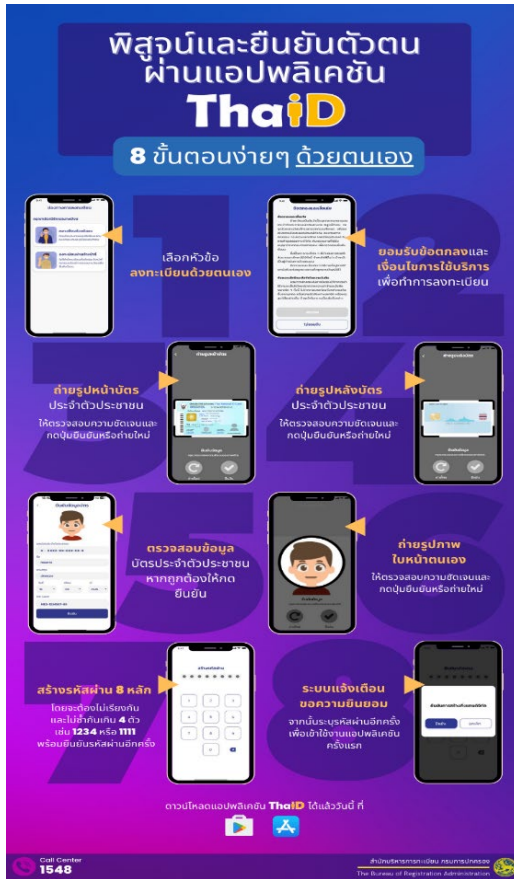 พิสูจน์และยืนยันตัวตน
ผ่านแอปพลิเคชัน
ThaiD
8 ขั้นตอนง่ายๆ ด้วยตนเอง
1
เลือกหัวข้อ
ลงทะเบียนด้วยตนเอง
2
ยอมรับข้อตกลงและ
เงื่อนไขการใช้บริการ
เพื่อทำการลงทะเบียน
3
ถ่ายรูปหน้าบัตร
ประจำตัวประชาชน
ให้ตรวจสอบความชัดเจนและ
กดปุ่มยืนยันหรือถ่ายใหม่
4
ถ่ายรูปหลังบัตร
ประจำตัวประชาชน
ให้ตรวจสอบความชัดเจนและ
กดปุ่มยืนยันหรือถ่ายใหม่
5
ตรวจสอบข้อมูล
บัตรประจำตัวประชาชน
หากถูกต้องให้กด
ยืนยัน
6
ถ่ายรูปภาพ
ใบหน้าตนเอง
ให้ตรวจสอบความชัดเจนและ
กดปุ่มยืนยันหรือถ่ายใหม่
7
สร้างรหัสผ่าน 8 หลัก
โดยจะต้องไม่เรียงกัน
และไม่ซ้ำกันเกิน 4 ตัว
เช่น 1234 หรือ 1111
พร้อมยืนยันรหัสผ่านอีกครั้ง
สร้างรหัสผ่าน
8
ระบบแจ้งเตือน
ขอความยินยอม
จากนั้นระบุรหัสผ่านอีกครั้ง
เพื่อเข้าใช้งานแอปพลิเคชัน
ครั้งแรก
ดาวน์โหลดแอปพลิเคชัน ThaiD ได้แล้ววันนี้ ที่
Call Center
1548
สำนักบริหารการทะเบียน กรมการปกครอง
The Bureau of Registration Administration